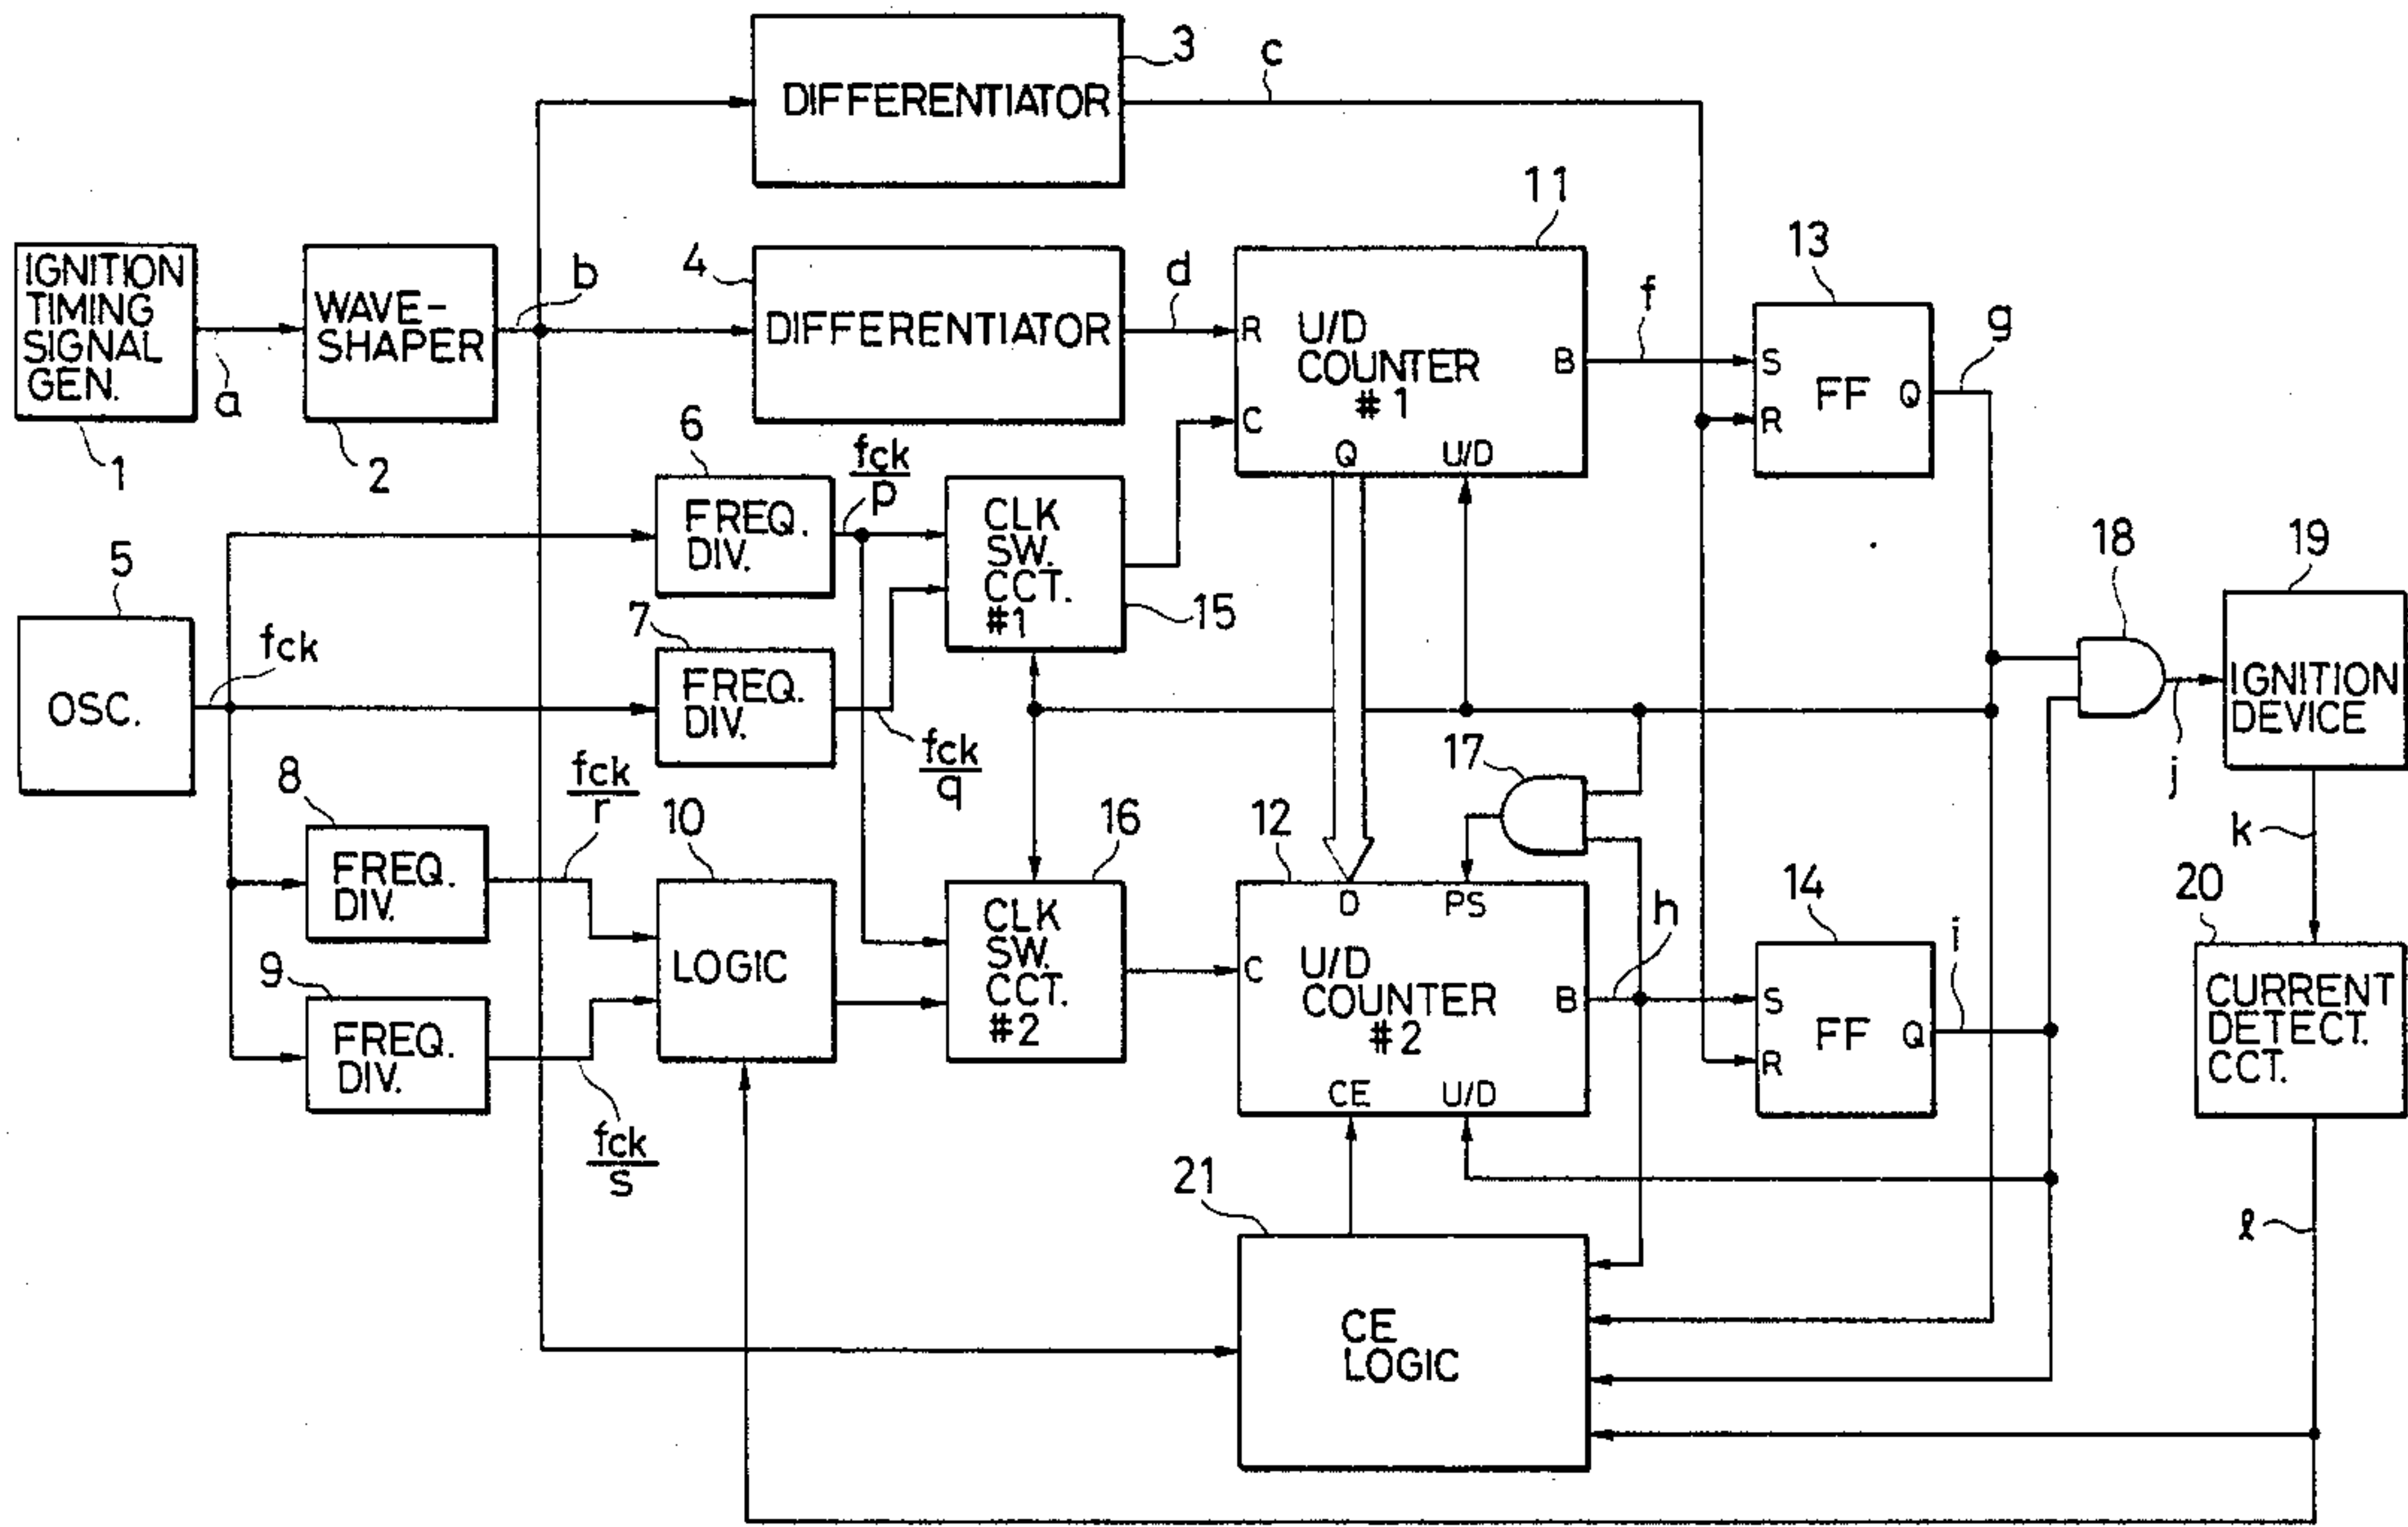 3
DIFFERENTIATOR
c
11
IGNITION
TIMING
SIGNAL
GEN.
a
1
WAVE-
SHAPER
2
b
4
DIFFERENTIATOR
d
R
C
U/D
COUNTER
#1
B
Q
U/D
f
13
S
R
FF
Q
g
6
FREQ.
DIV.
fck
p
CLK
SW.
CCT.
#1
15
5
OSC.
fck
7
FREQ.
DIV.
fck
q
18
j
19
IGNITION
DEVICE
k
17
8
FREQ.
DIV.
fck
r
9
FREQ.
DIV.
fck
s
10
LOGIC
16
CLK
SW.
CCT.
#2
12
D
PS
C
U/D
COUNTER
#2
B
CE
U/D
h
14
S
R
FF
Q
i
20
CURRENT
DETECT.
CCT.
ℓ
21
CE
LOGIC